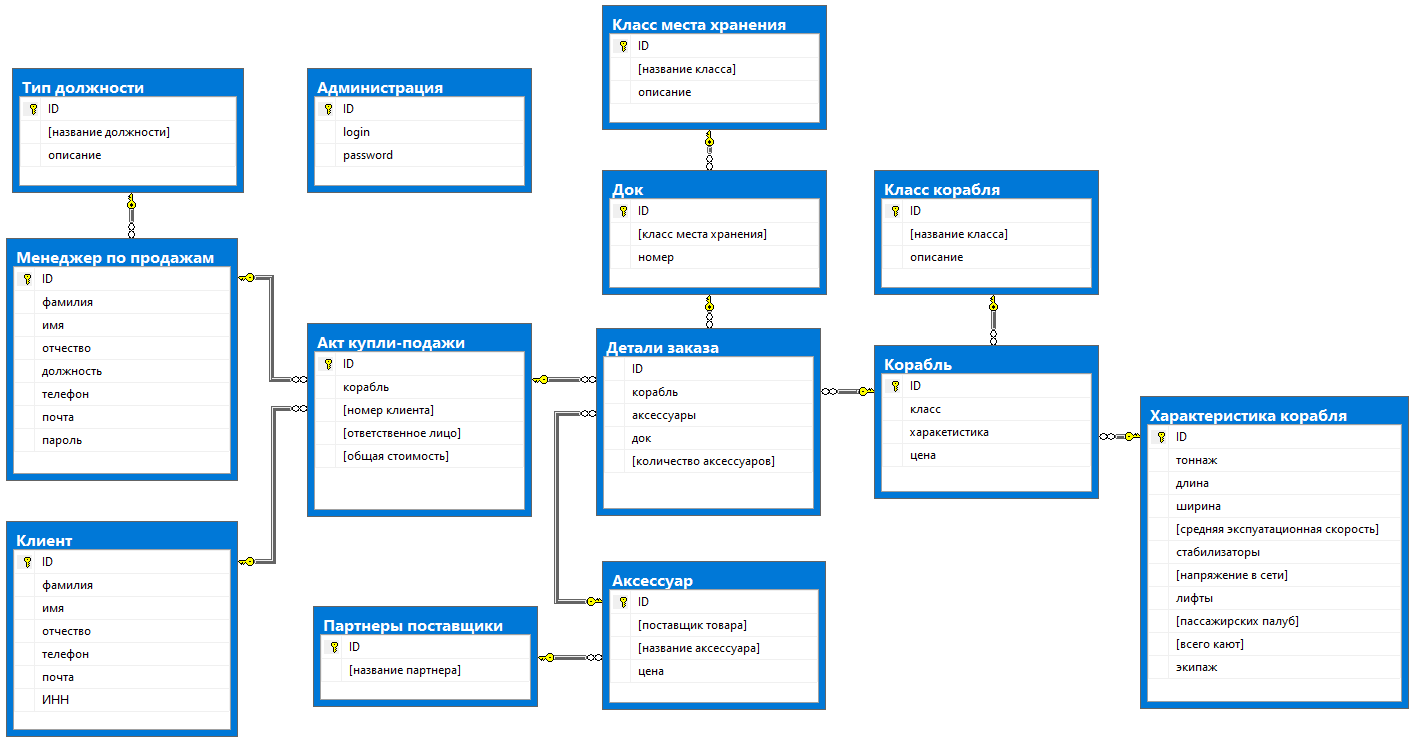 Класс места хранения
ID
[название класса]
описание
Тип должности
ID
[название должности]
описание
Администрация
ID
login
password
Док
ID
[класс места хранения]
номер
Класс корабля
ID
[название класса]
описание
Менеджер по продажам
ID
фамилия
имя
отчество
должность
телефон
почта
пароль
Акт купли-подажи
ID
корабль
[номер клиента]
[ответственное лицо]
[общая стоимость]
Детали заказа
ID
корабль
аксессуары
док
[количество аксессуаров]
Корабль
ID
класс
харакетистика
цена
Характеристика корабля
ID
тоннаж
длина
ширина
[средняя экспуатационная скорость]
стабилизаторы
[напряжение в сети]
лифты
[пассажирских палуб]
[всего кают]
экипаж
Клиент
ID
фамилия
имя
отчество
телефон
почта
ИНН
Партнеры поставщики
ID
[название партнера]
Аксессуар
ID
[поставщик товара]
[название аксессуара]
цена